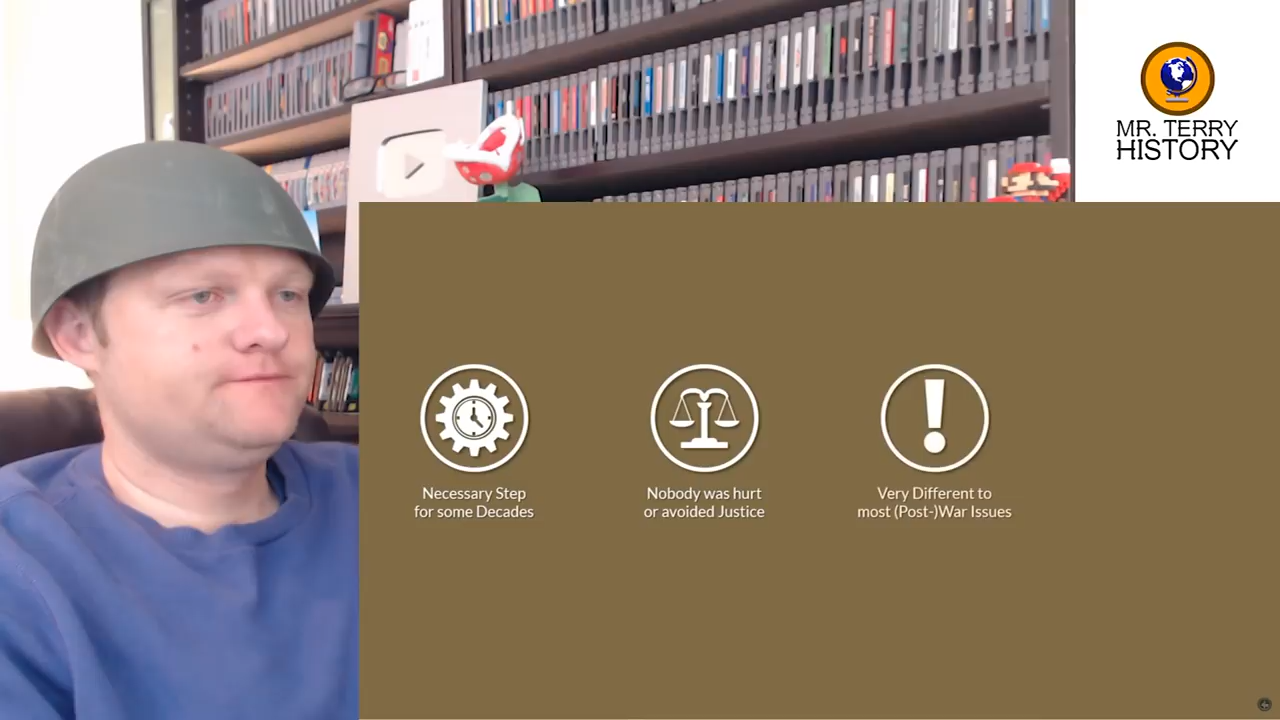 MR. TERRY
HISTORY
Necessary Step
for some Decades
Nobody was hurt
or avoided Justice
Very Different to
most (Post-)War Issues